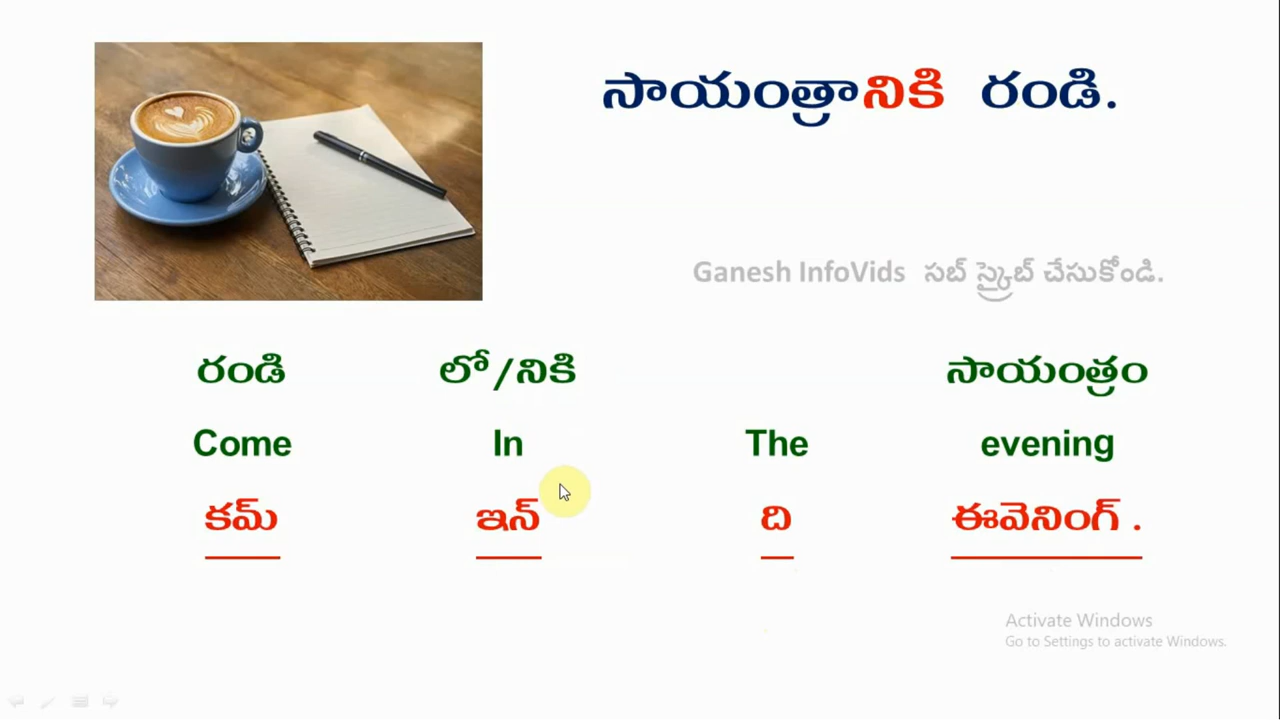 సాయంత్రానికి రండి.
Ganesh InfoVids సబ్ స్క్రైబ్ చేసుకోండి.
రండి లో/నికి సాయంత్రం
Come In The evening
కమ్ ఇన్ ది ఈవెనింగ్ .
Activate Windows
Go to Settings to activate Windows.